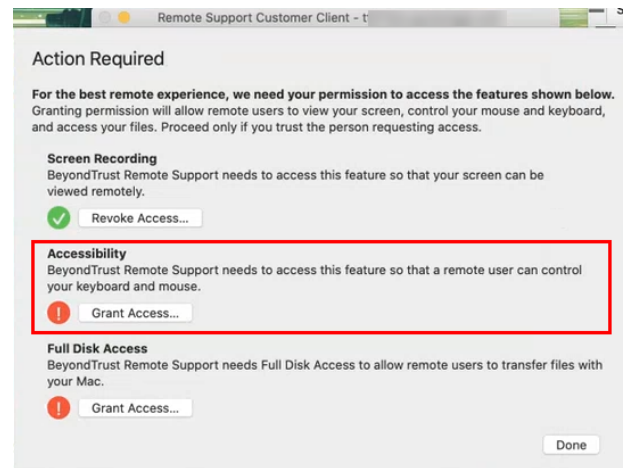 Remote Support Customer Client -
Action Required
For the best remote experience, we need your permission to access the features shown below.
Granting permission will allow remote users to view your screen, control your mouse and keyboard,
and access your files. Proceed only if you trust the person requesting access.
Screen Recording
BeyondTrust Remote Support needs to access this feature so that your screen can be
viewed remotely.
Revoke Access...
Accessibility
BeyondTrust Remote Support needs to access this feature so that a remote user can control
your keyboard and mouse.
Grant Access...
Full Disk Access
BeyondTrust Remote Support needs Full Disk Access to allow remote users to transfer files with
your Mac.
Grant Access...
Done